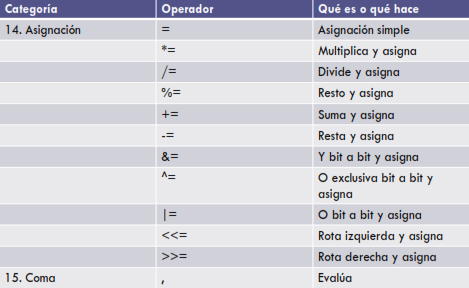 Categoría Operador Qué es o qué hace
14. Asignación = Asignación simple
*= Multiplica y asigna
/= Divide y asigna
%= Resto y asigna
+= Suma y asigna
-= Resta y asigna
&= Y bit a bit y asigna
^= O exclusiva bit a bit y
asigna
|= O bit a bit y asigna
<<= Rota izquierda y asigna
>>= Rota derecha y asigna
15. Coma , Evalúa